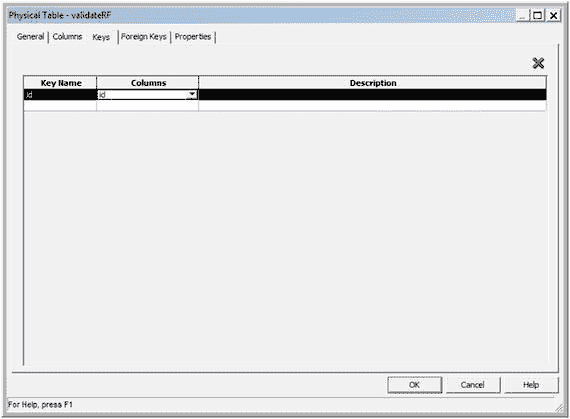 Physical Table - validateRF
General Columns Keys Foreign Keys Properties
Key Name Columns Description
Id id
OK Cancel Help
For Help, press F1